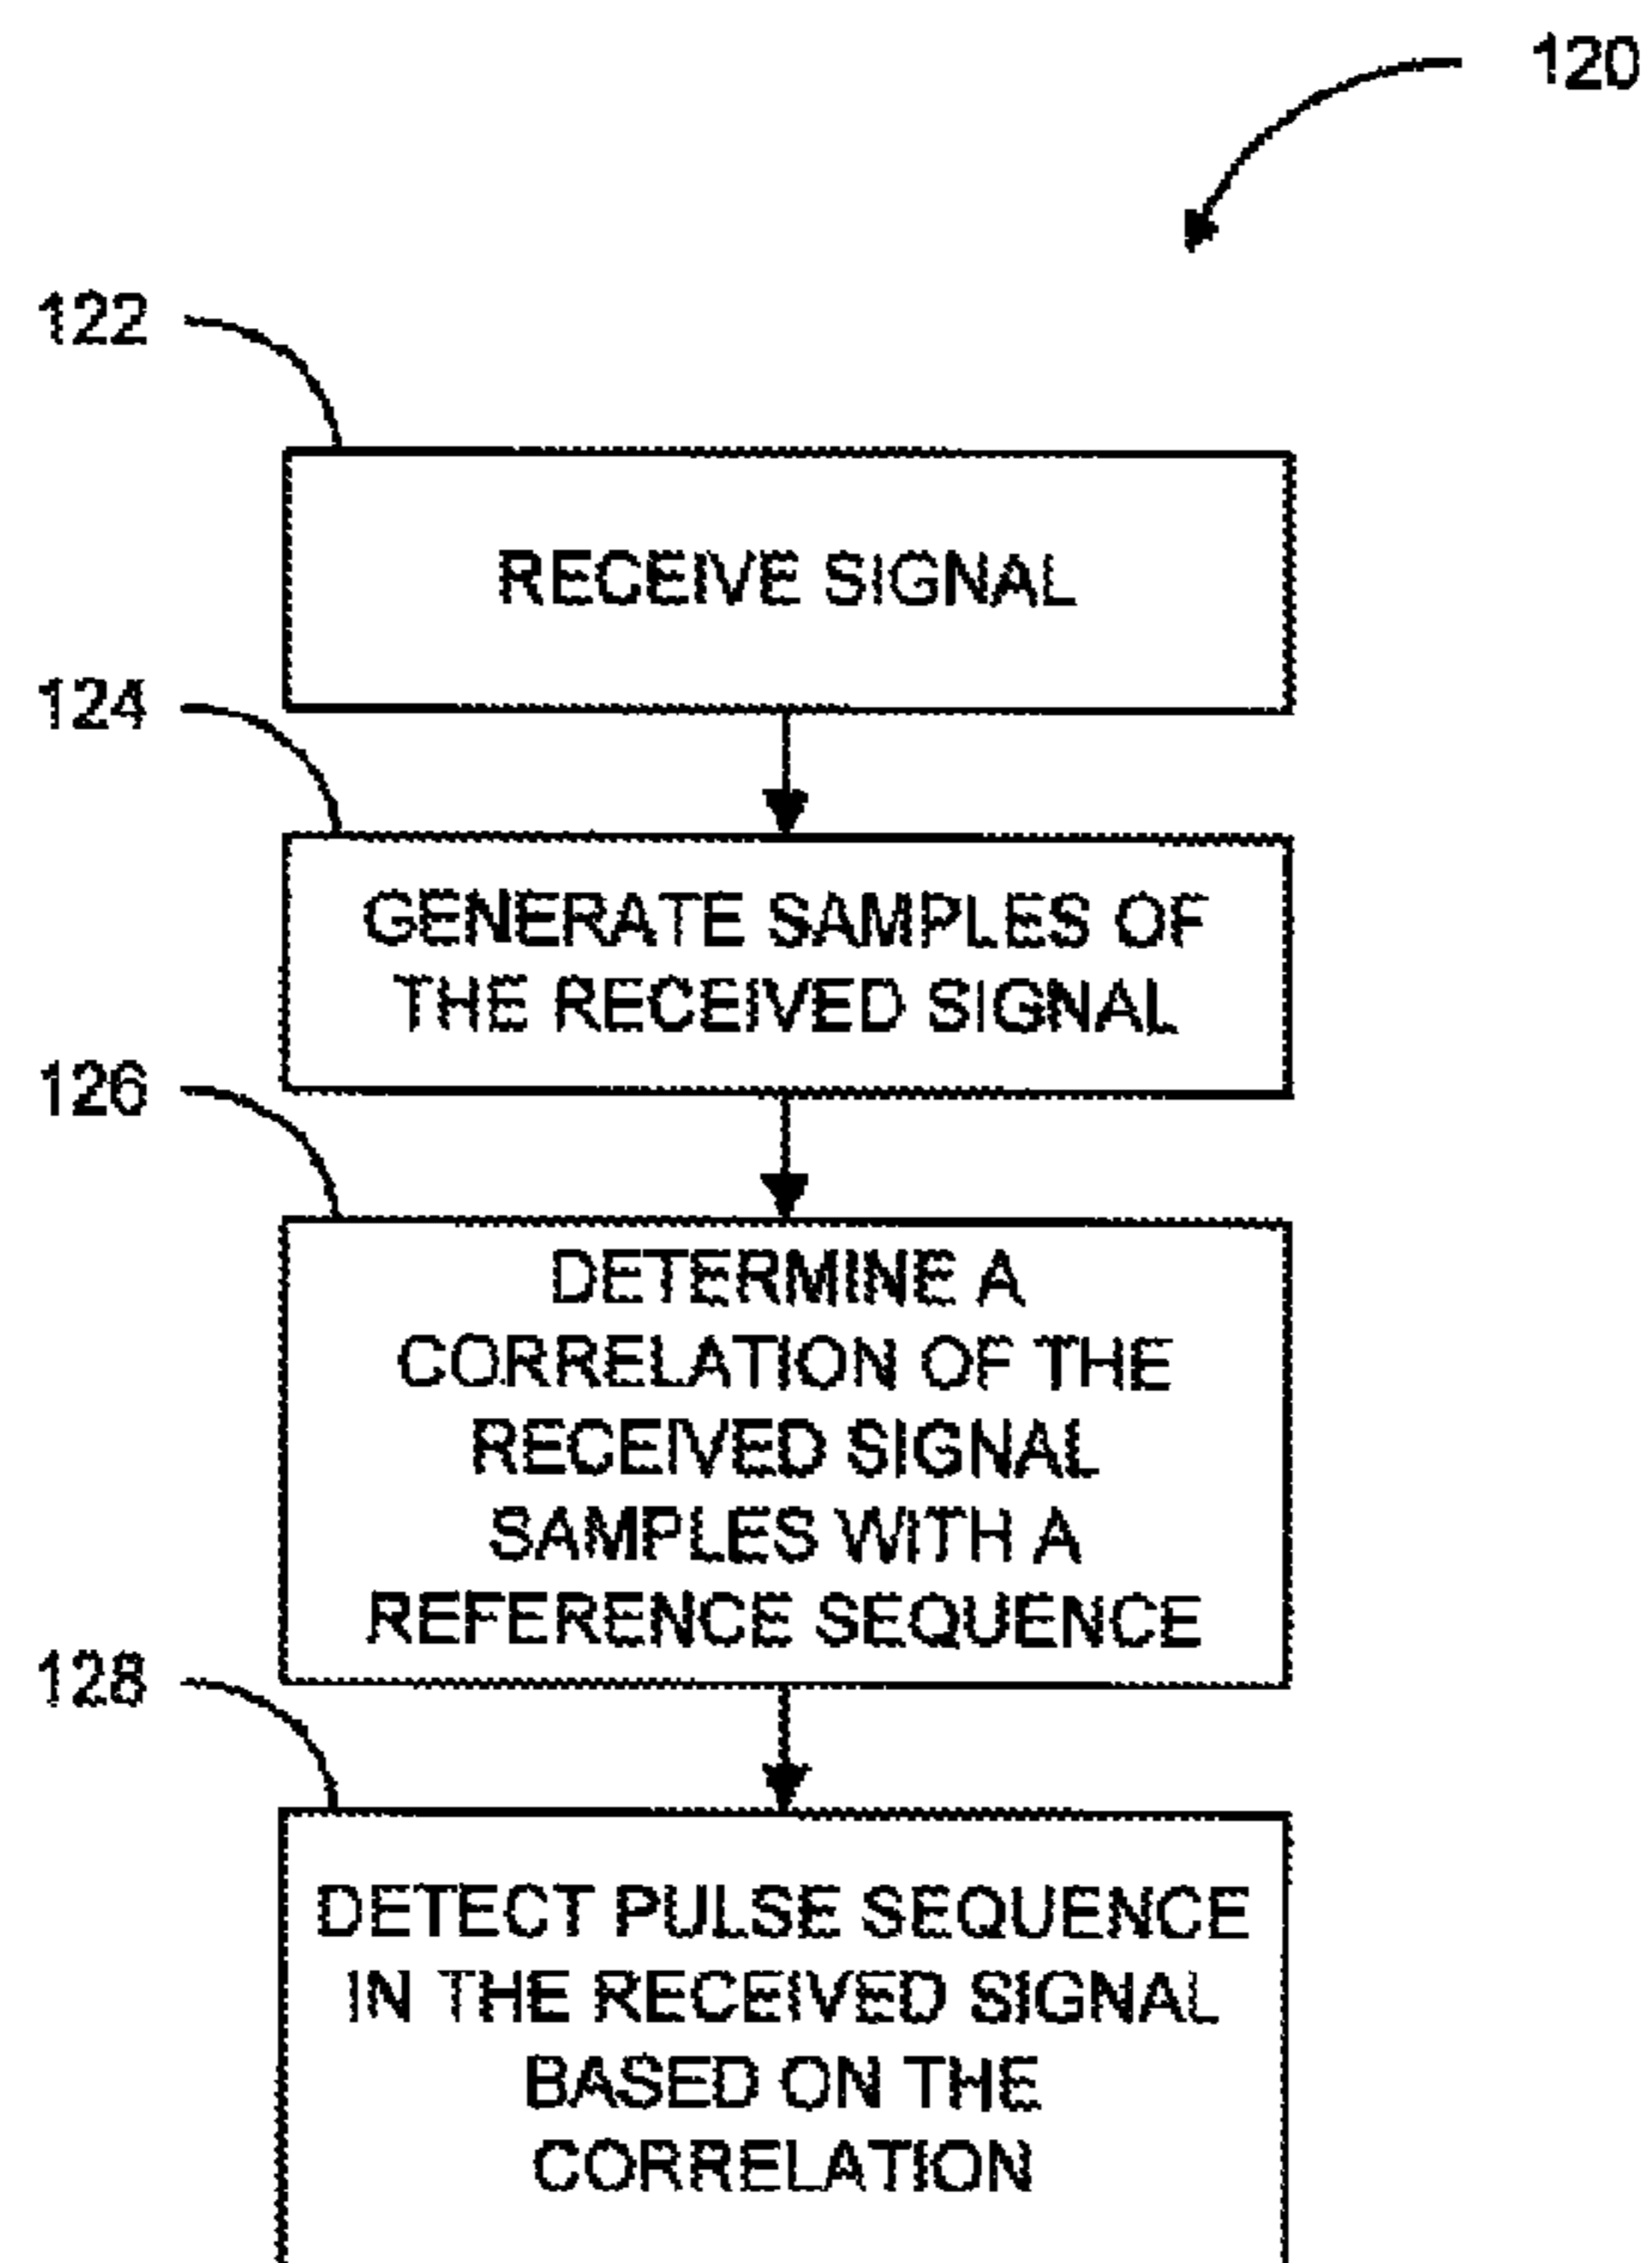 120
122
RECEIVE SIGNAL
124
GENERATE SAMPLES OF
THE RECEIVED SIGNAL
126
DETERMINE A
CORRELATION OF THE
RECEIVED SIGNAL
SAMPLES WITH A
REFERENCE SEQUENCE
128
DETECT PULSE SEQUENCE
IN THE RECEIVED SIGNAL
BASED ON THE
CORRELATION